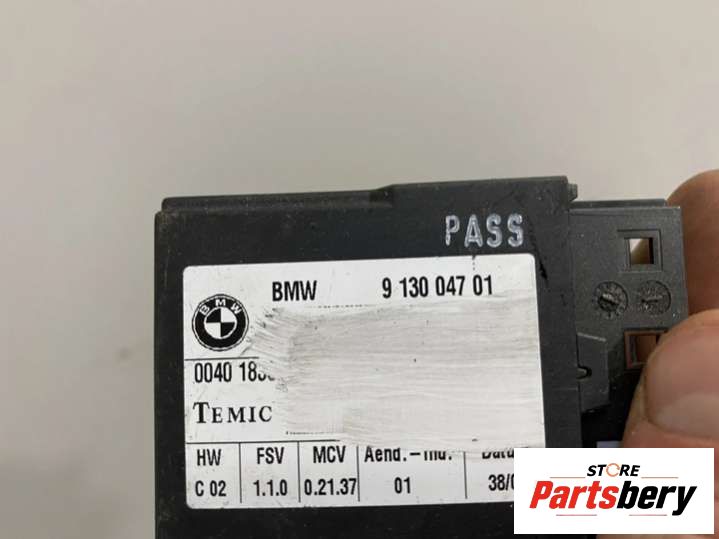 PASS
BMW 9 130 047 01
BMW
0040
TEMIC
HW FSV MCV Aend.-Ind.
C 02 1.1.0 0.21.37 01 38/0
STORE
Partsbery